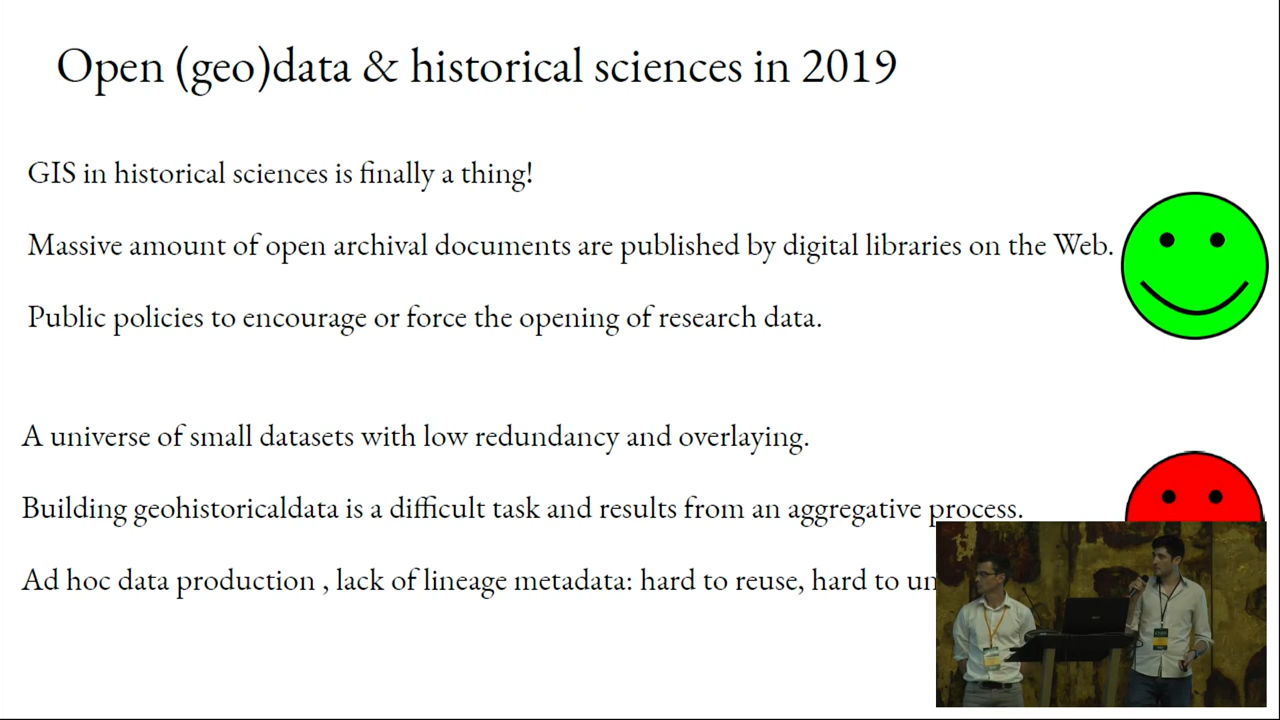 Open (geo)data & historical sciences in 2019
GIS in historical sciences is finally a thing!
Massive amount of open archival documents are published by digital libraries on the Web.
Public policies to encourage or force the opening of research data.
A universe of small datasets with low redundancy and overlaying.
Building geohistoricaldata is a difficult task and results from an aggregative process.
Ad hoc data production , lack of lineage metadata: hard to reuse, hard to